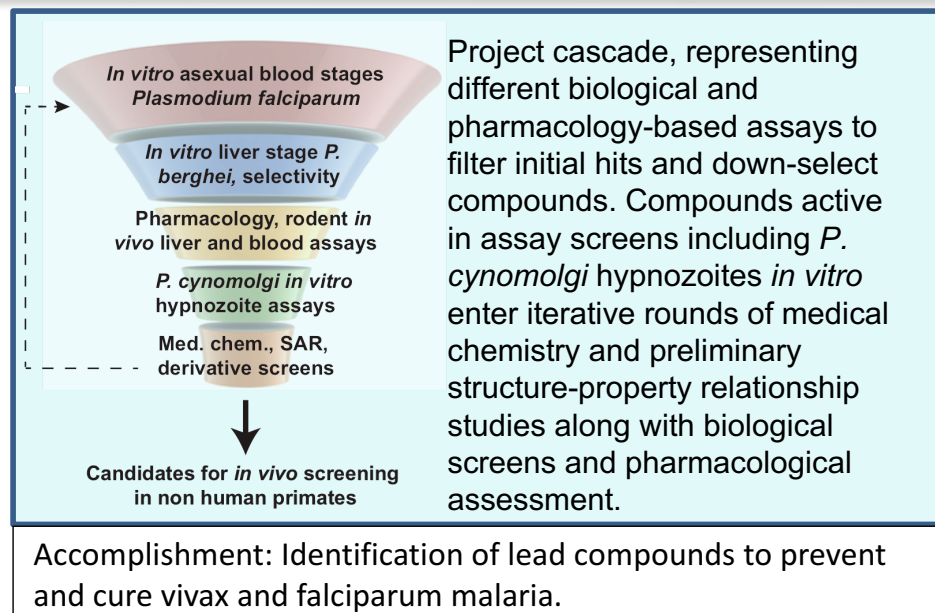 In vitro asexual blood stages
Plasmodium falciparum
In vitro liver stage P.
berghei, selectivity
Pharmacology, rodent in
vivo liver and blood assays
P. cynomolgi in vitro
hypnozoite assays
Med. chem., SAR,
derivative screens
Candidates for in vivo screening
in non human primates
Project cascade, representing
different biological and
pharmacology-based assays to
filter initial hits and down-select
compounds. Compounds active
in assay screens including P.
cynomolgi hypnozoites in vitro
enter iterative rounds of medical
chemistry and preliminary
structure-property relationship
studies along with biological
screens and pharmacological
assessment.
Accomplishment: Identification of lead compounds to prevent
and cure vivax and falciparum malaria.